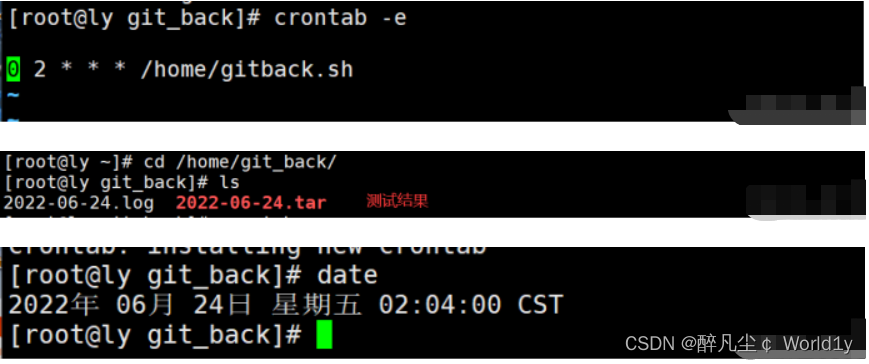 [root@ly git_back]# crontab -e
0 2 * * * /home/gitback.sh
~
~
[root@ly ~]# cd /home/git_back/
[root@ly git_back]# ls
2022-06-24.log 2022-06-24.tar 测试结果
crontab: installing new crontab
[root@ly git_back]# date
2022年 06月 24日 星期五 02:04:00 CST
[root@ly git_back]#
CSDN @醉凡尘¢ World1y